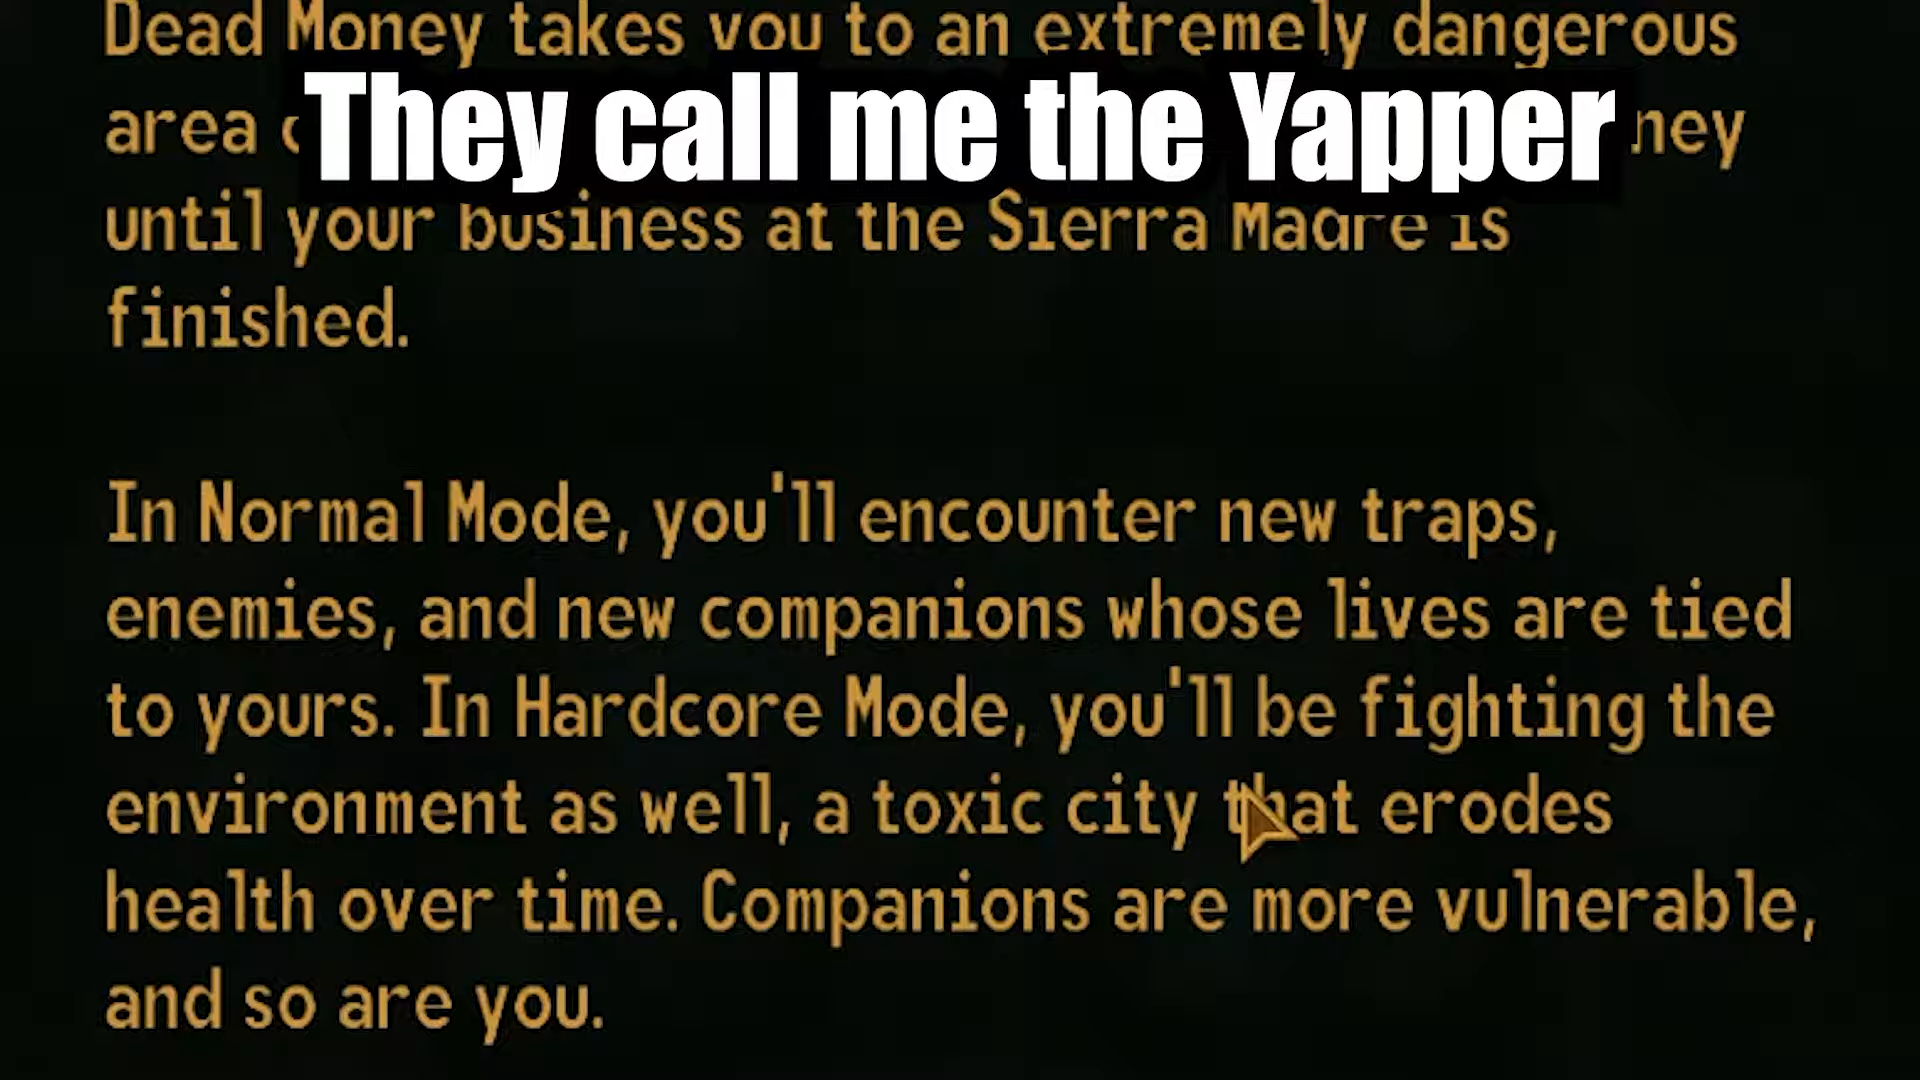 Dead Money takes you to an extremely dangerous
They call me the Yapper
area
until your business at the Sierra Madre is
finished.
In Normal Mode, you'll encounter new traps,
enemies, and new companions whose lives are tied
to yours. In Hardcore Mode, you'll be fighting the
environment as well, a toxic city that erodes
health over time. Companions are more vulnerable,
and so are you.